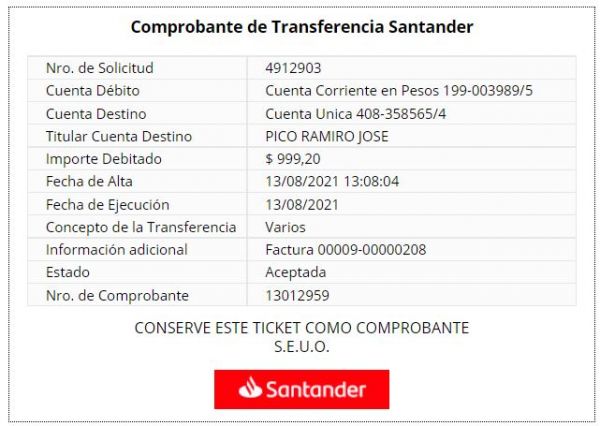 Comprobante de Transferencia Santander
Nro. de Solicitud 4912903
Cuenta Débito Cuenta Corriente en Pesos 199-003989/5
Cuenta Destino Cuenta Unica 408-358565/4
Titular Cuenta Destino PICO RAMIRO JOSE
Importe Debitado $ 999,20
Fecha de Alta 13/08/2021 13:08:04
Fecha de Ejecución 13/08/2021
Concepto de la Transferencia Varios
Información adicional Factura 00009-00000208
Estado Aceptada
Nro. de Comprobante 13012959
CONSERVE ESTE TICKET COMO COMPROBANTE
S.E.U.O.
Santander